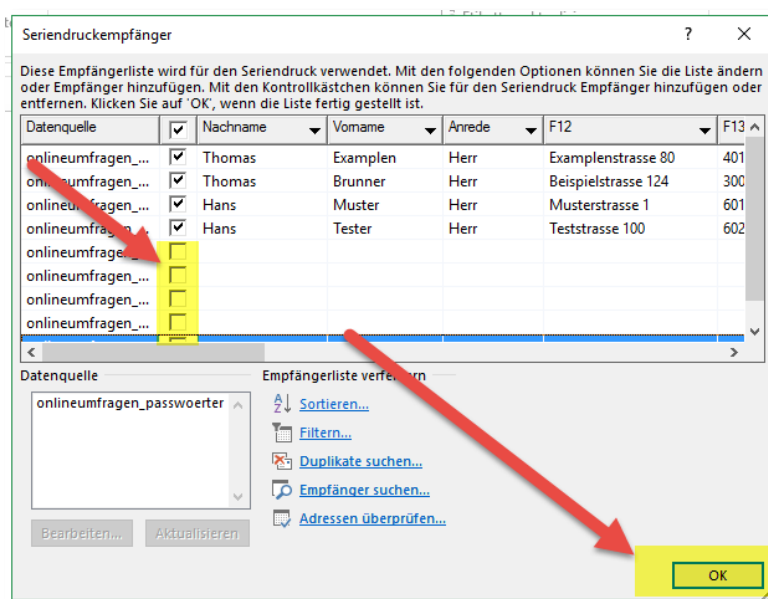 Seriendruckempfänger ? ×
Diese Empfängerliste wird für den Seriendruck verwendet. Mit den folgenden Optionen können Sie die Liste ändern
oder Empfänger hinzufügen. Mit den Kontrollkästchen können Sie für den Seriendruck Empfänger hinzufügen oder
entfernen. Klicken Sie auf 'OK', wenn die Liste fertig gestellt ist.
Datenquelle Nachname Vorname Anrede F12 F13
onlineumfragen_... Thomas Examplen Herr Examplenstrasse 80 401
onlineumfragen_... Thomas Brunner Herr Beispielstrasse 124 300
onlineumfragen_... Hans Muster Herr Musterstrasse 1 601
onlineumfragen_... Hans Tester Herr Teststrasse 100 602
onlineumfragen_...
onlineumfragen_...
onlineumfragen_...
onlineumfragen_...
Datenquelle Empfängerliste verfeinern
onlineumfragen_passwoerter
Sortieren...
Filtern...
Duplikate suchen...
Empfänger suchen...
Adressen überprüfen...
Bearbeiten... Aktualisieren
OK